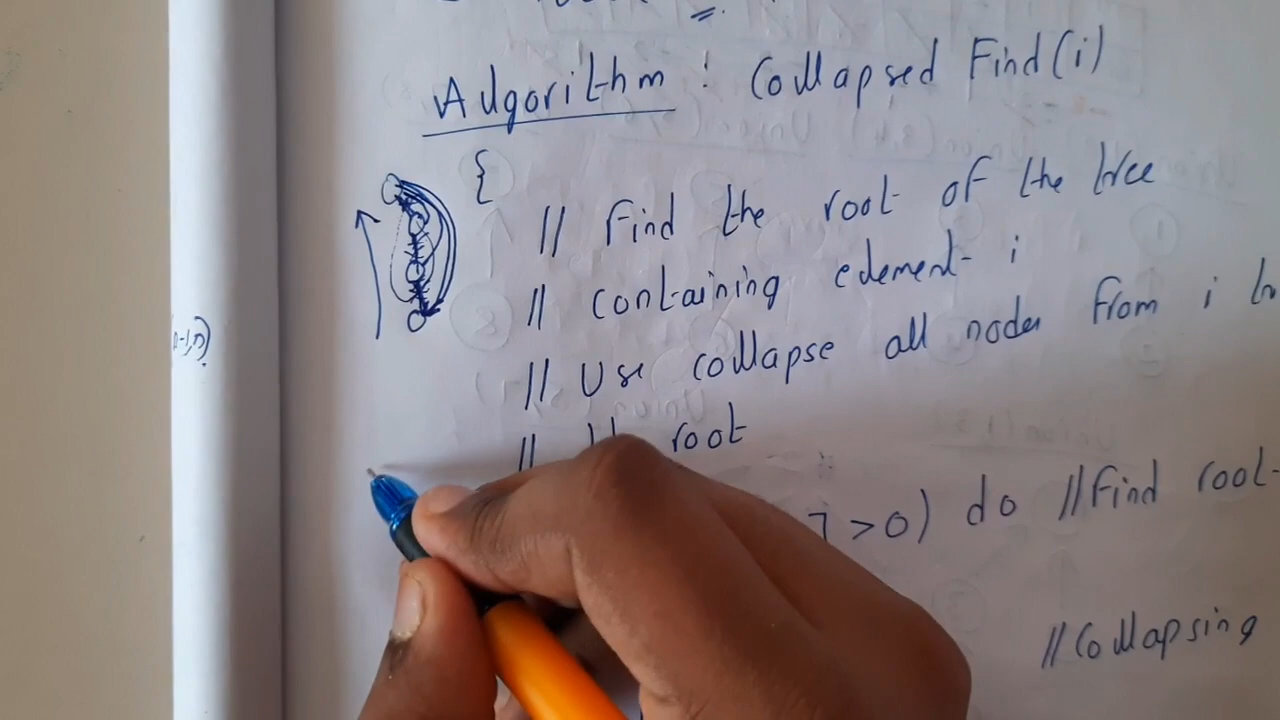 Algorithm : Collapsed Find(i)
{
// Find the root of the tree
// containing element i
// Use collapse all nodes from i to
// root
] >0) do //Find root
//Collapsing